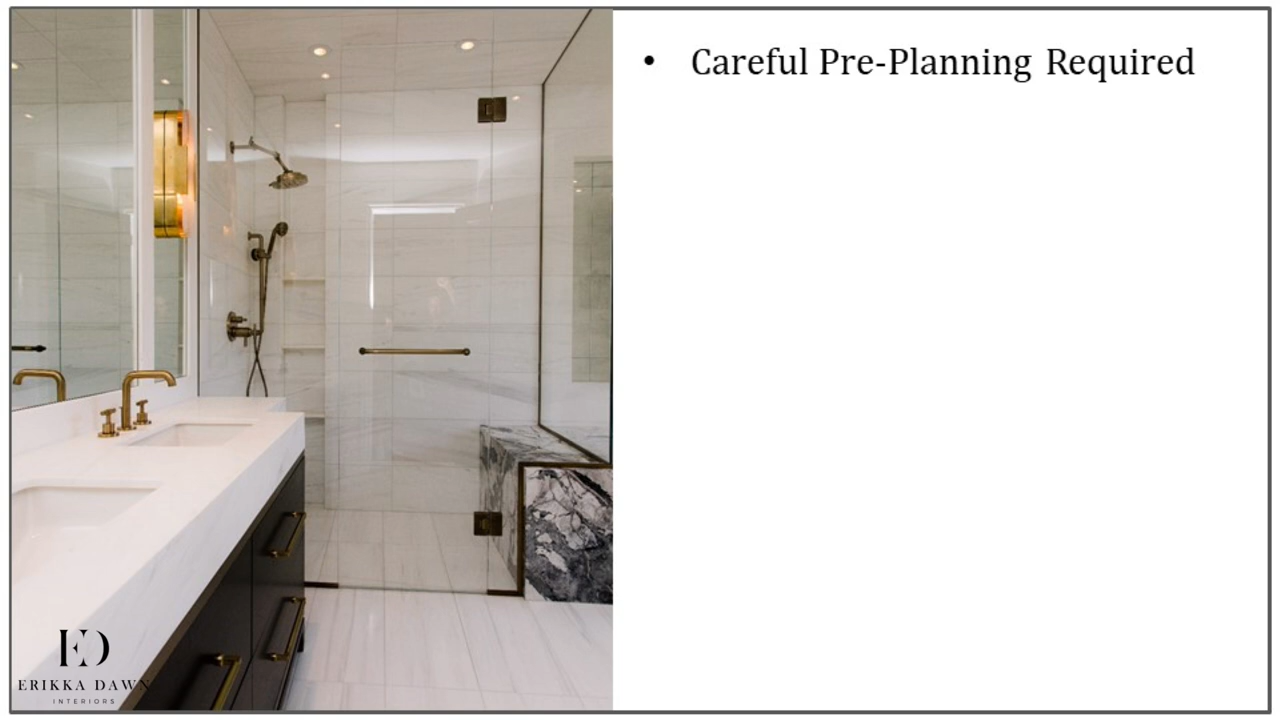 • Careful Pre-Planning Required
ED
ERIKKA DAWN
INTERIORS